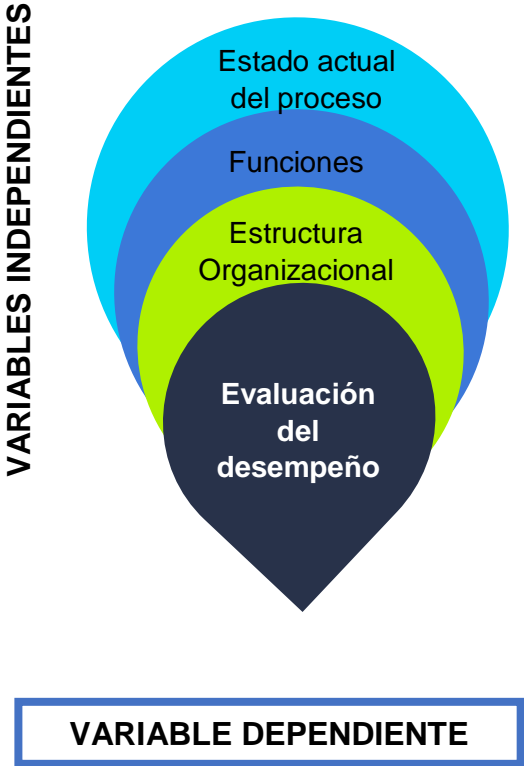 VARIABLES INDEPENDIENTES
Estado actual
del proceso
Funciones
Estructura
Organizacional
Evaluación
del
desempeño
VARIABLE DEPENDIENTE